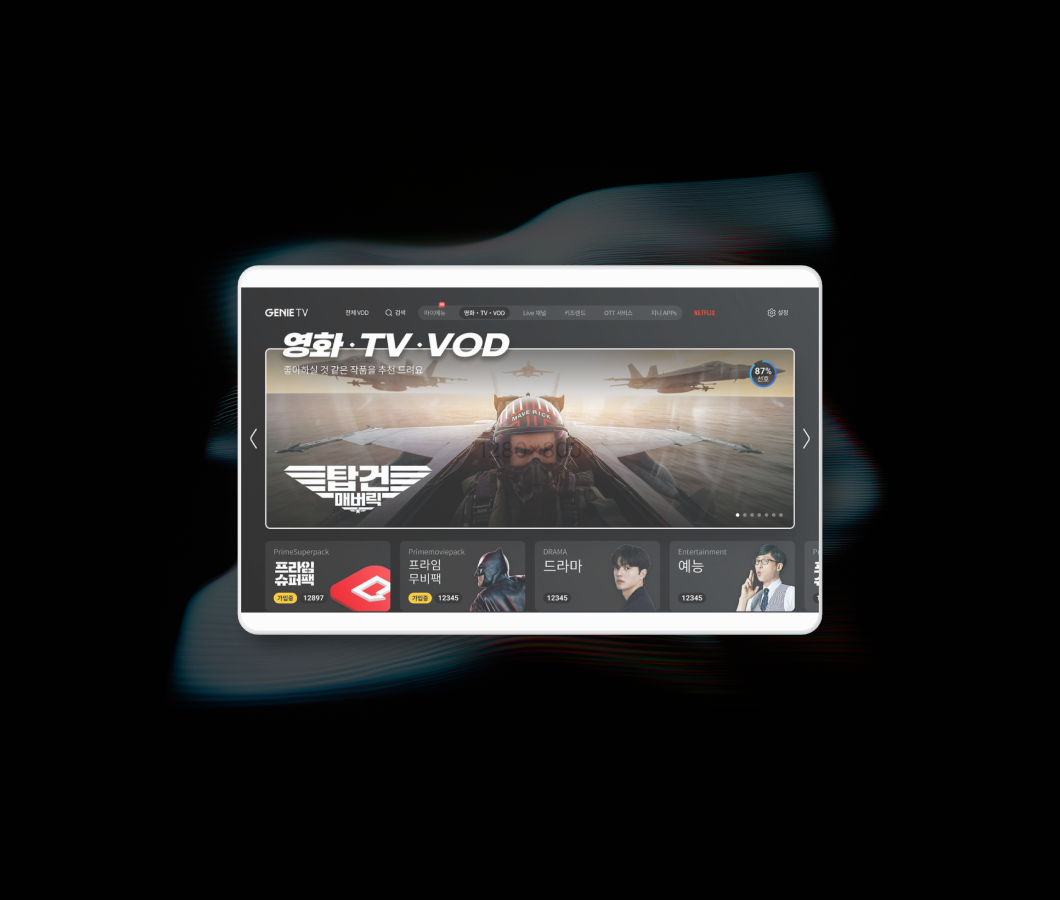 GENIE TV
전체 VOD
검색
마이메뉴
영화 · TV · VOD
Live 채널
키즈랜드
OTT 서비스
지니 APPs
NETFLIX
설정
영화 · TV · VOD
좋아하실 것 같은 작품을 추천 드려요
87%
선호
MAVERICK
1280x800
탑건
매버릭
PrimeSuperpack
프라임
슈퍼팩
가입중 12897
Primemoviepack
프라임
무비팩
가입중 12345
DRAMA
드라마
12345
Entertainment
예능
12345